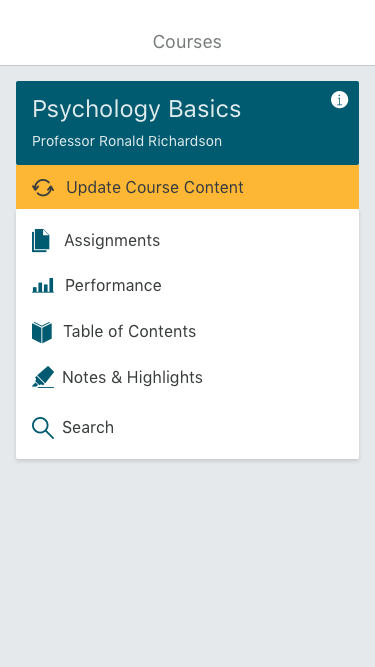 Courses
Psychology Basics
Professor Ronald Richardson
Update Course Content
Assignments
Performance
Table of Contents
Notes & Highlights
Search